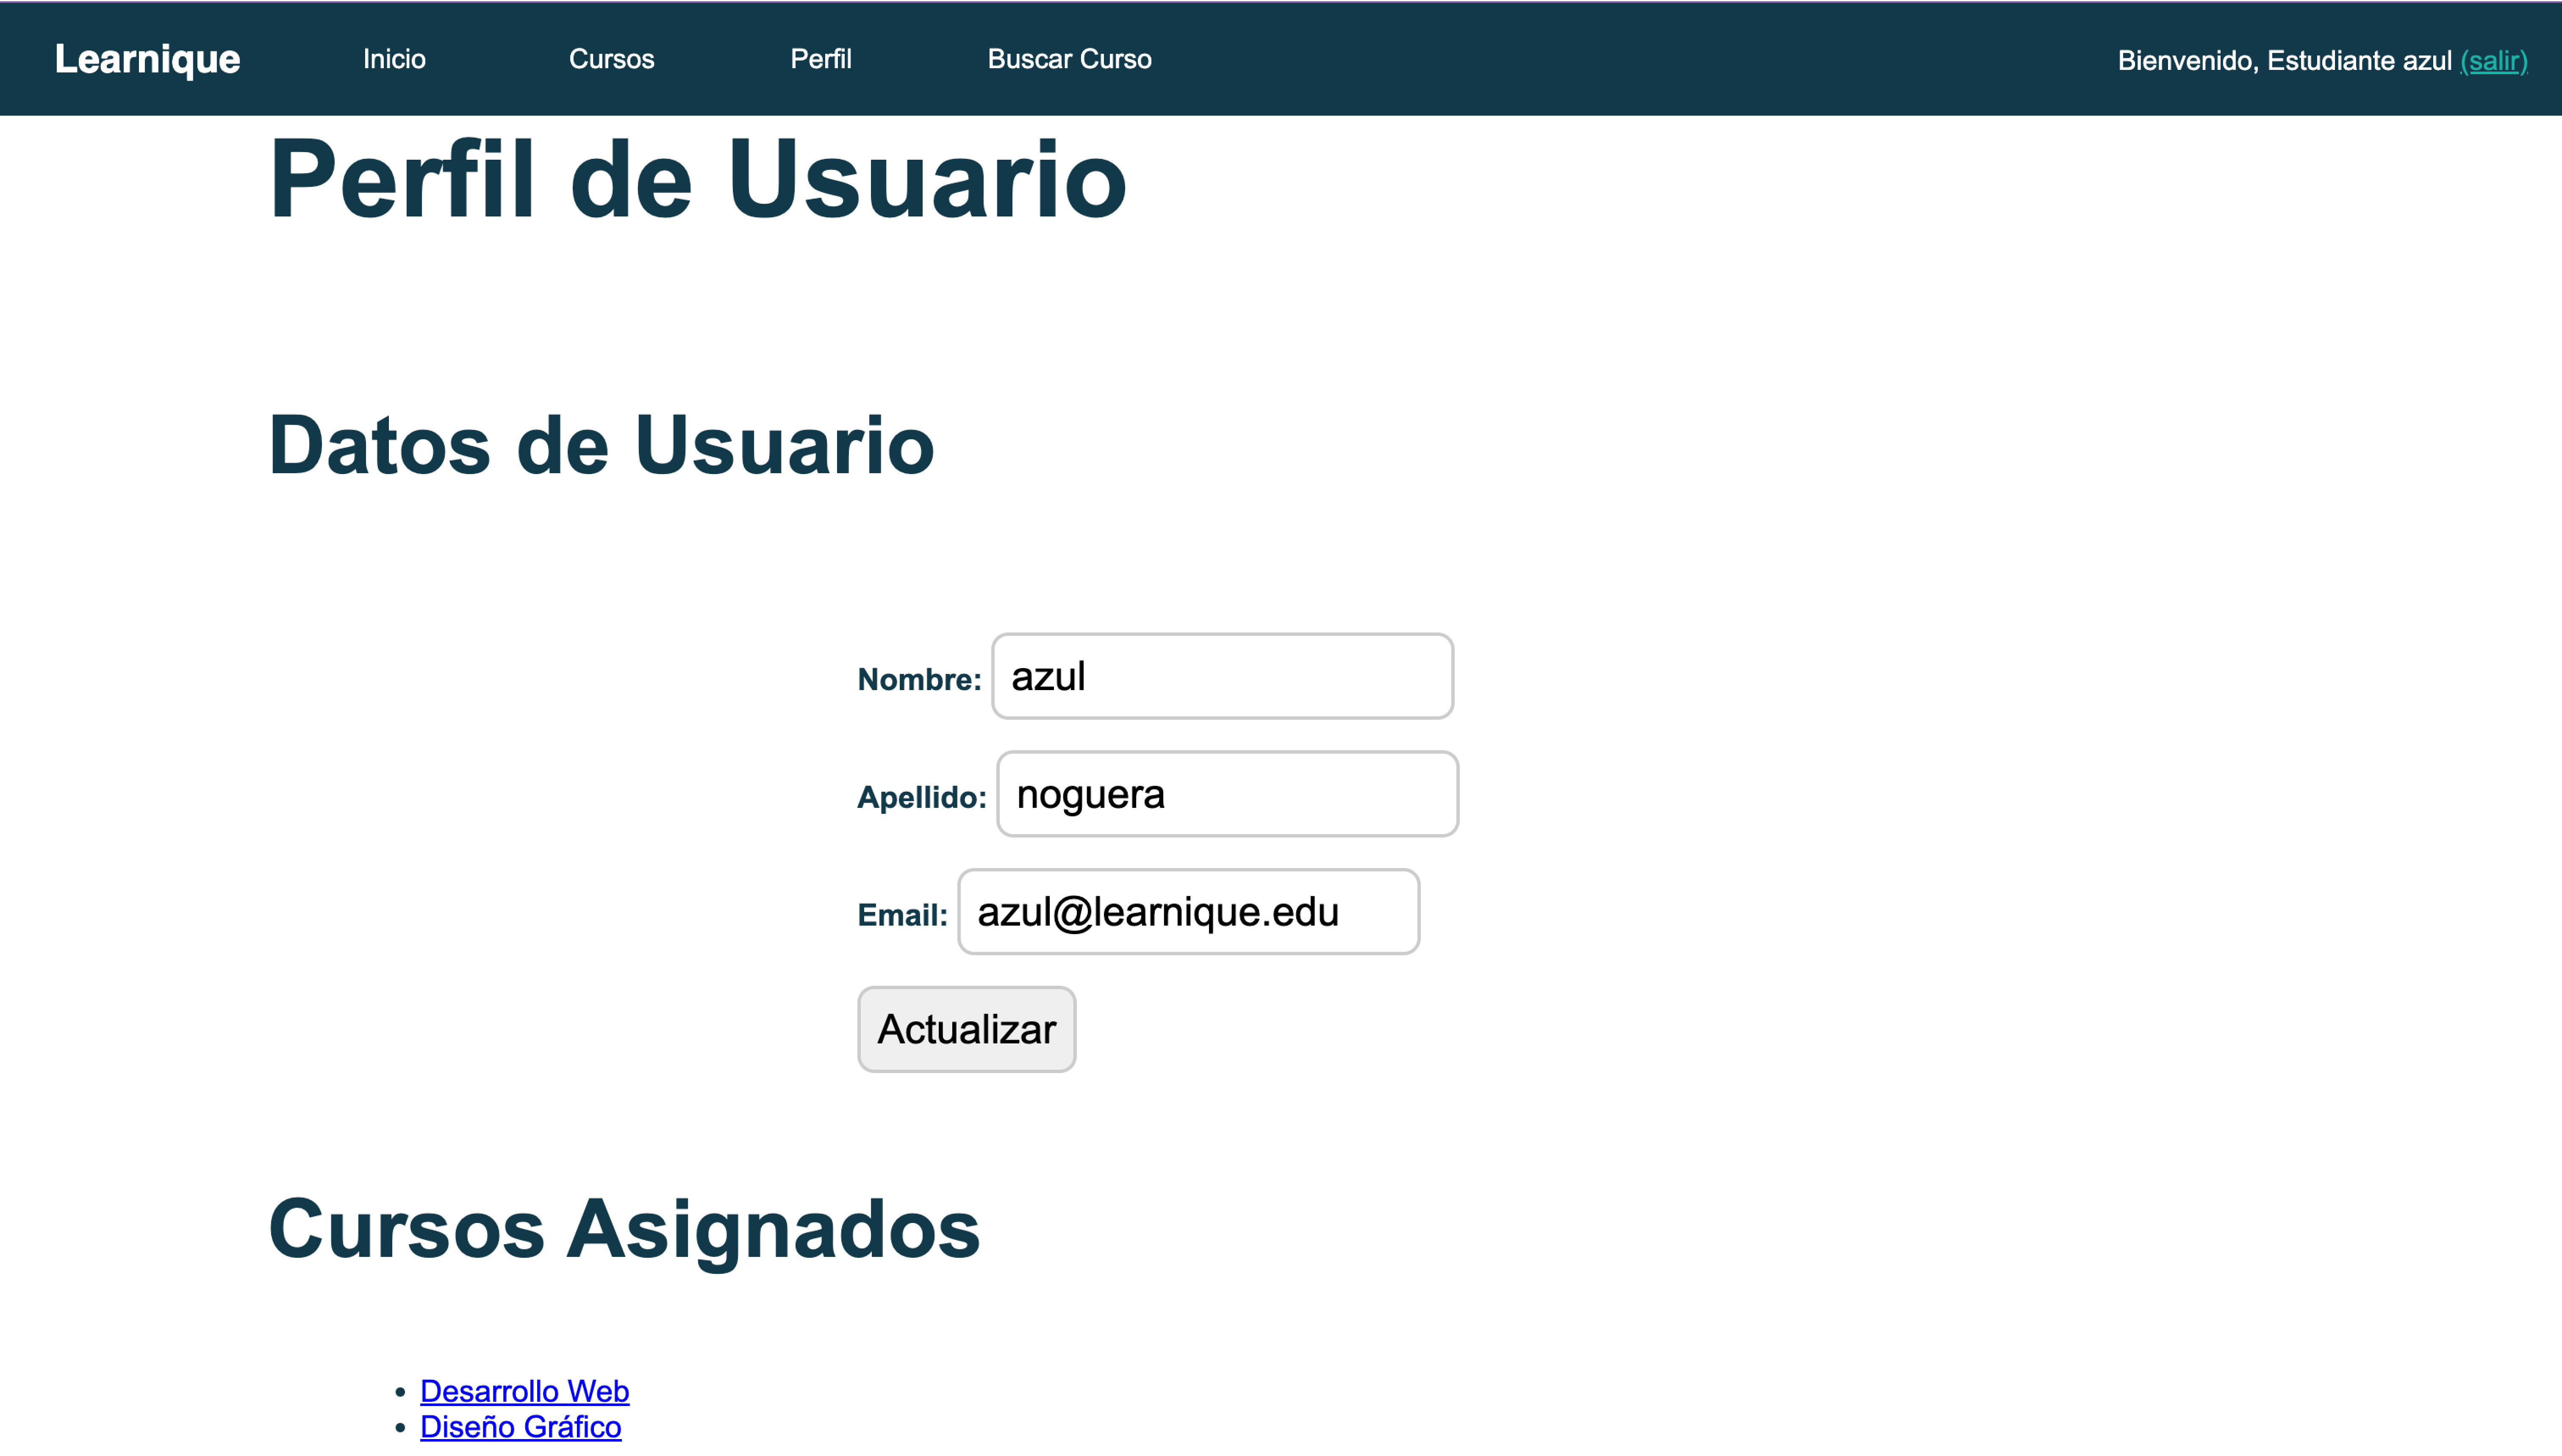 Learnique Inicio Cursos Perfil Buscar Curso Bienvenido, Estudiante azul (salir)
Perfil de Usuario
Datos de Usuario
Nombre: azul
Apellido: noguera
Email: azul@learnique.edu
Actualizar
Cursos Asignados
• Desarrollo Web
• Diseño Gráfico